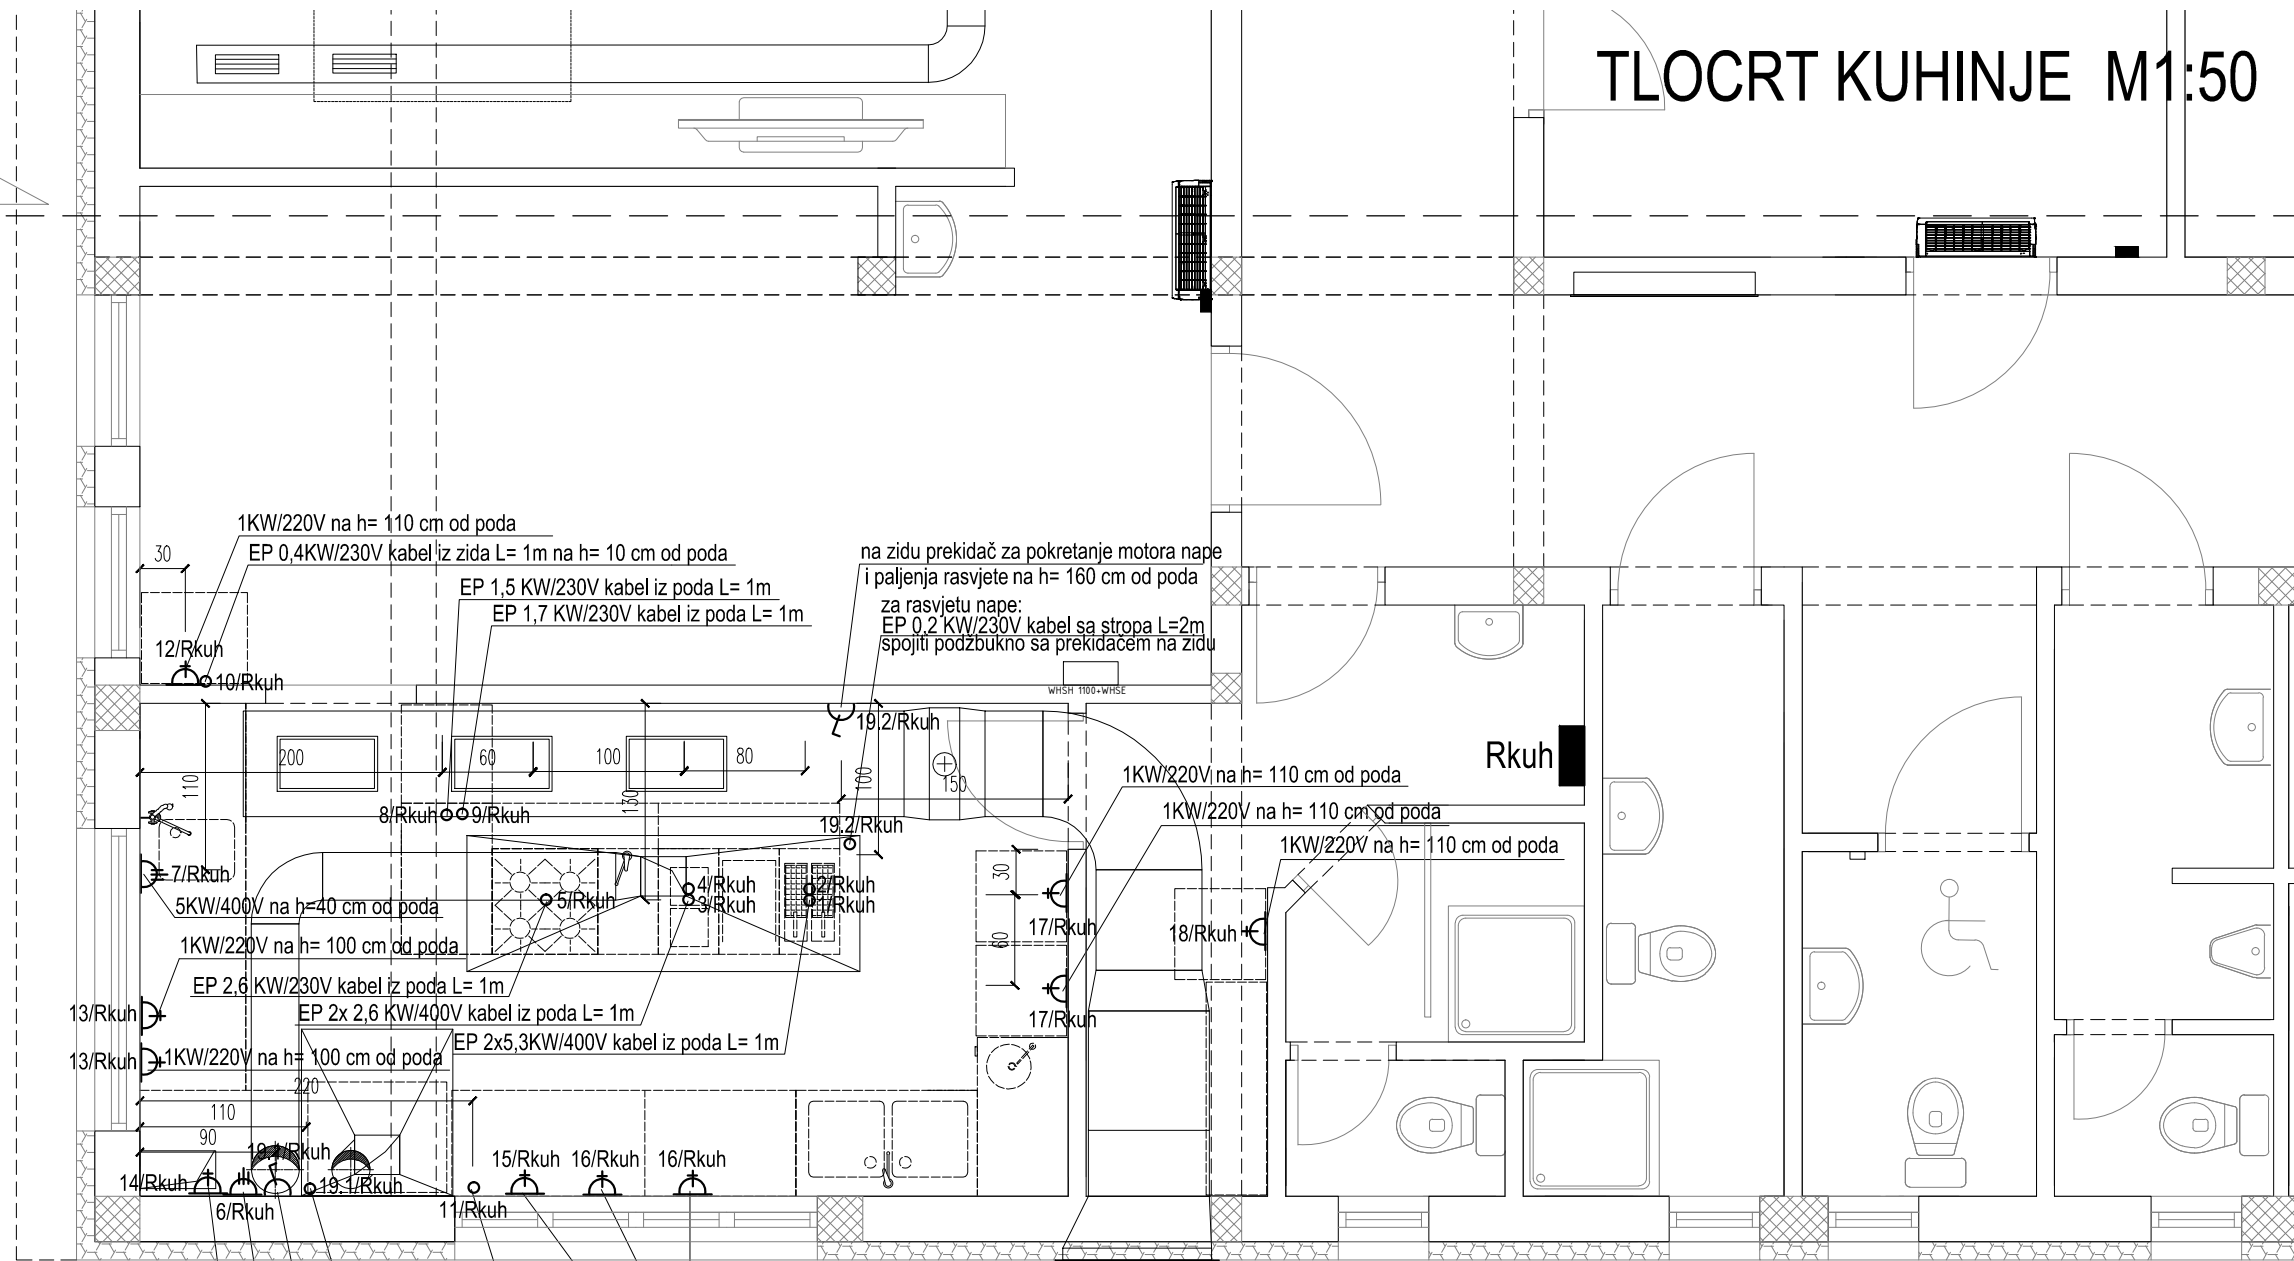 TLOCRT KUHINJE M1:50
1KW/220V na h= 110 cm od poda
30
EP 0,4KW/230V kabel iz zida L= 1m na h= 10 cm od poda
na zidu prekidač za pokretanje motora nape
i paljenja rasvjete na h= 160 cm od poda
EP 1,5 KW/230V kabel iz poda L= 1m
EP 1,7 KW/230V kabel iz poda L= 1m
za rasvjetu nape:
EP 0,2 KW/230V kabel sa stropa L=2m
spojiti podžbukno sa prekidačem na zidu
12/Rkuh
10/Rkuh
WHSH 1100+WHSE
19.2/Rkuh
Rkuh
200
60
100
80
110
130
100
150
1KW/220V na h= 110 cm od poda
8/Rkuh
9/Rkuh
19.2/Rkuh
1KW/220V na h= 110 cm od poda
1KW/220V na h= 110 cm od poda
7/Rkuh
5/Rkuh
4/Rkuh
3/Rkuh
2/Rkuh
1/Rkuh
30
5KW/400V na h=40 cm od poda
17/Rkuh
18/Rkuh
60
1KW/220V na h= 100 cm od poda
EP 2,6 KW/230V kabel iz poda L= 1m
13/Rkuh
EP 2x 2,6 KW/400V kabel iz poda L= 1m
17/Rkuh
EP 2x5,3KW/400V kabel iz poda L= 1m
13/Rkuh
1KW/220V na h= 100 cm od poda
220
110
90
19.1/Rkuh
15/Rkuh
16/Rkuh
16/Rkuh
14/Rkuh
19.1/Rkuh
6/Rkuh
11/Rkuh